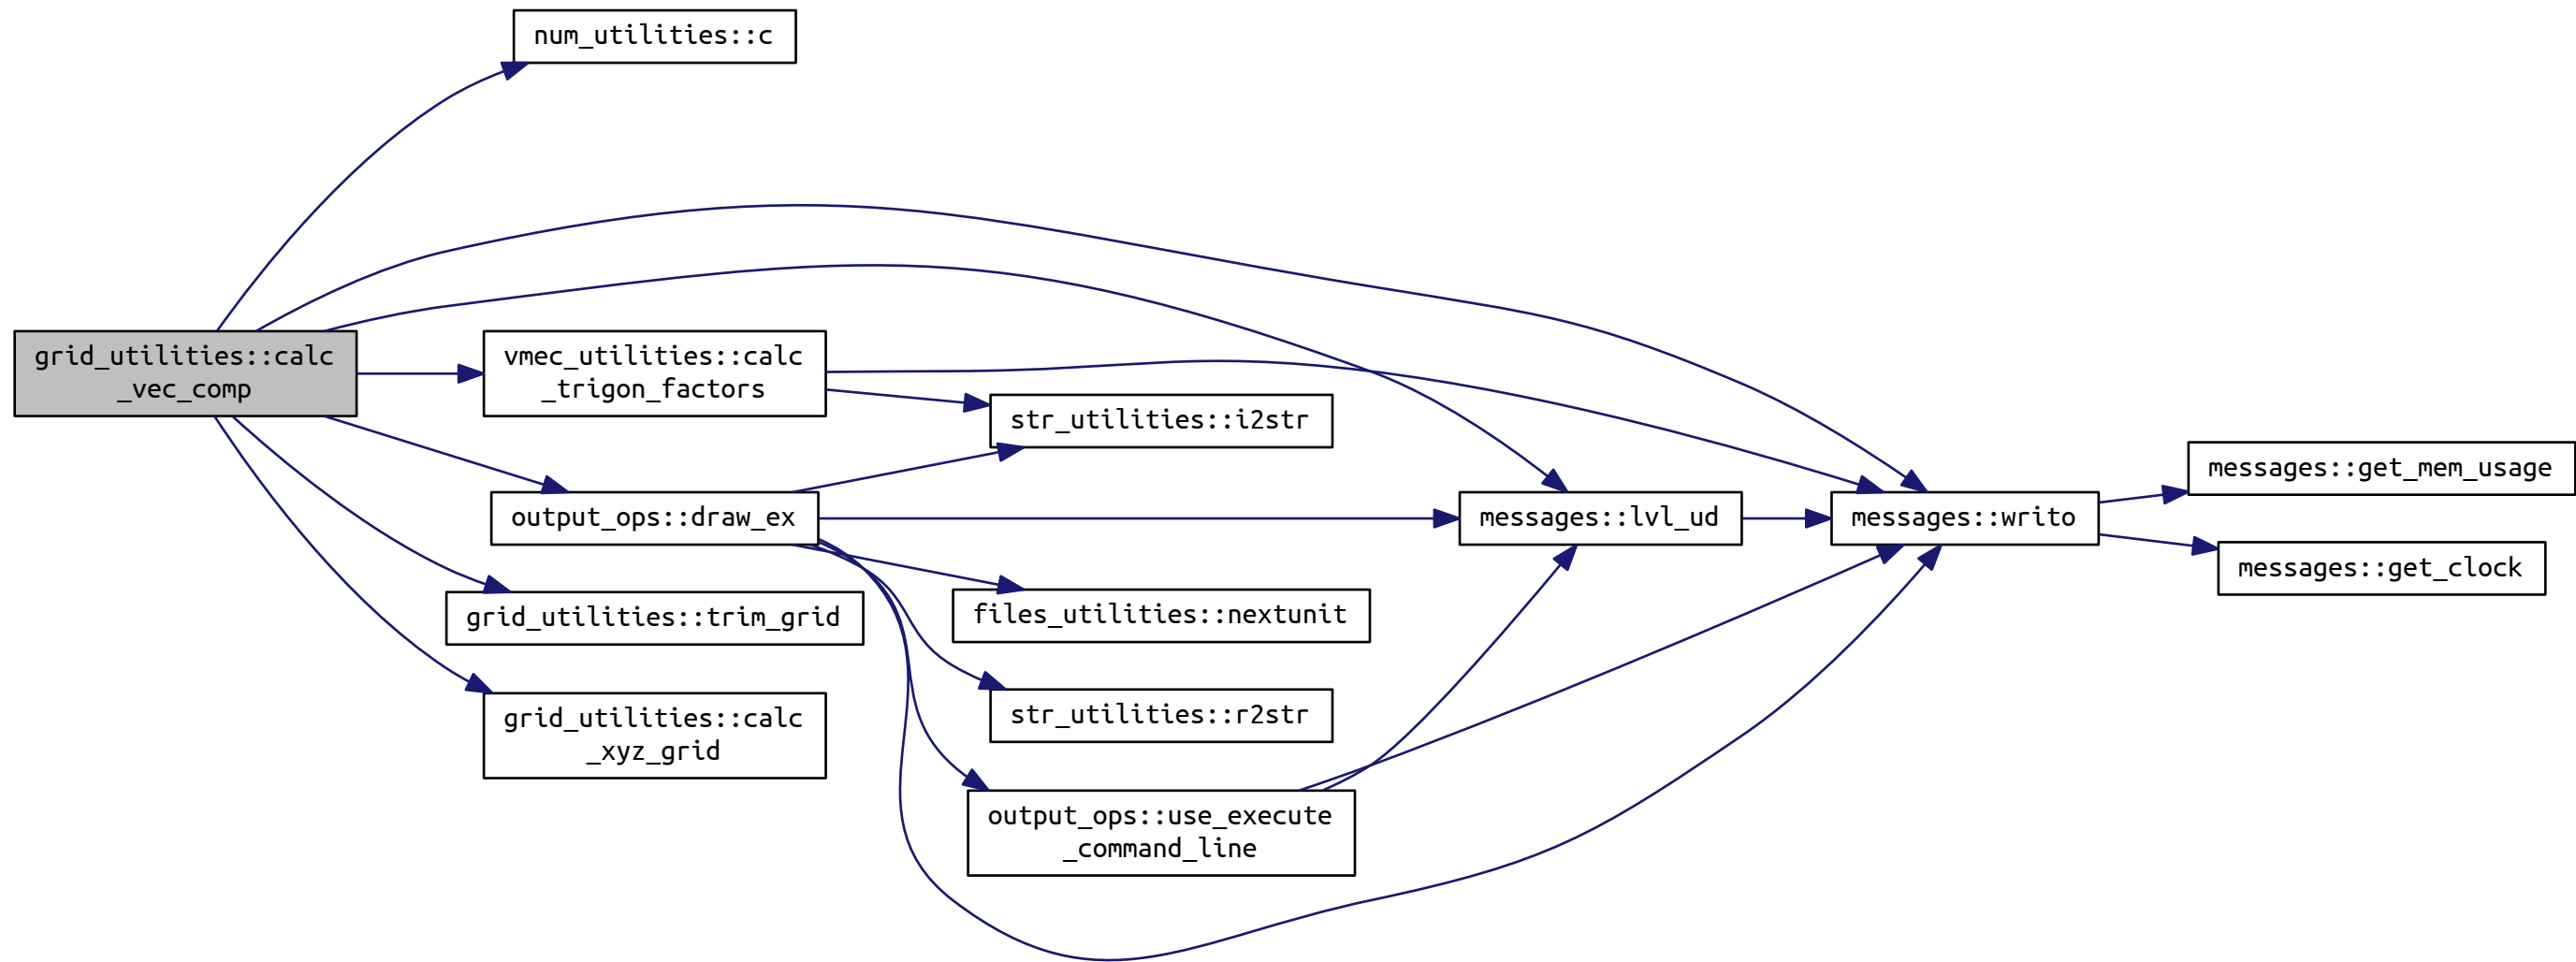 num_utilities::c
grid_utilities::calc
_vec_comp
vmec_utilities::calc
_trigon_factors
str_utilities::i2str
output_ops::draw_ex
messages::lvl_ud
messages::writo
messages::get_mem_usage
messages::get_clock
grid_utilities::trim_grid
files_utilities::nextunit
grid_utilities::calc
_xyz_grid
str_utilities::r2str
output_ops::use_execute
_command_line